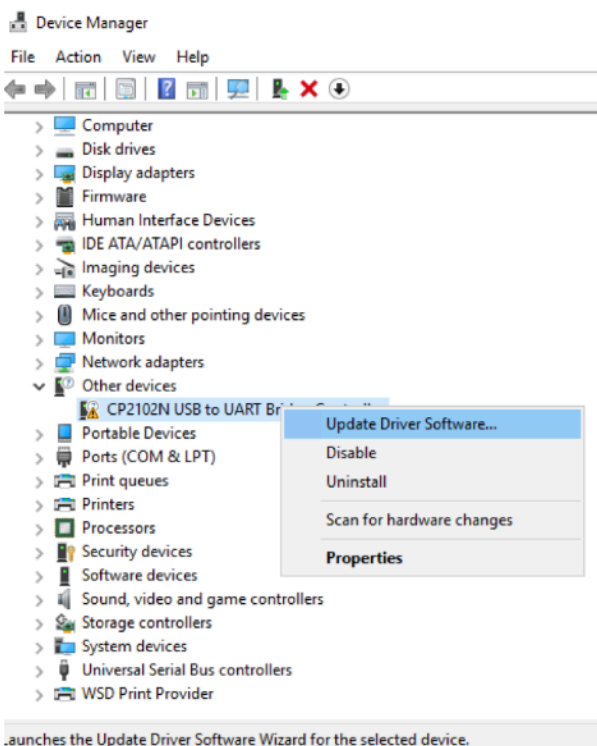 Device Manager
File Action View Help
Computer
Disk drives
Display adapters
Firmware
Human Interface Devices
IDE ATA/ATAPI controllers
Imaging devices
Keyboards
Mice and other pointing devices
Monitors
Network adapters
Other devices
CP2102N USB to UART
Portable Devices
Ports (COM & LPT)
Print queues
Printers
Processors
Security devices
Software devices
Sound, video and game controllers
Storage controllers
System devices
Universal Serial Bus controllers
WSD Print Provider
Update Driver Software...
Disable
Uninstall
Scan for hardware changes
Properties
Launches the Update Driver Software Wizard for the selected device.